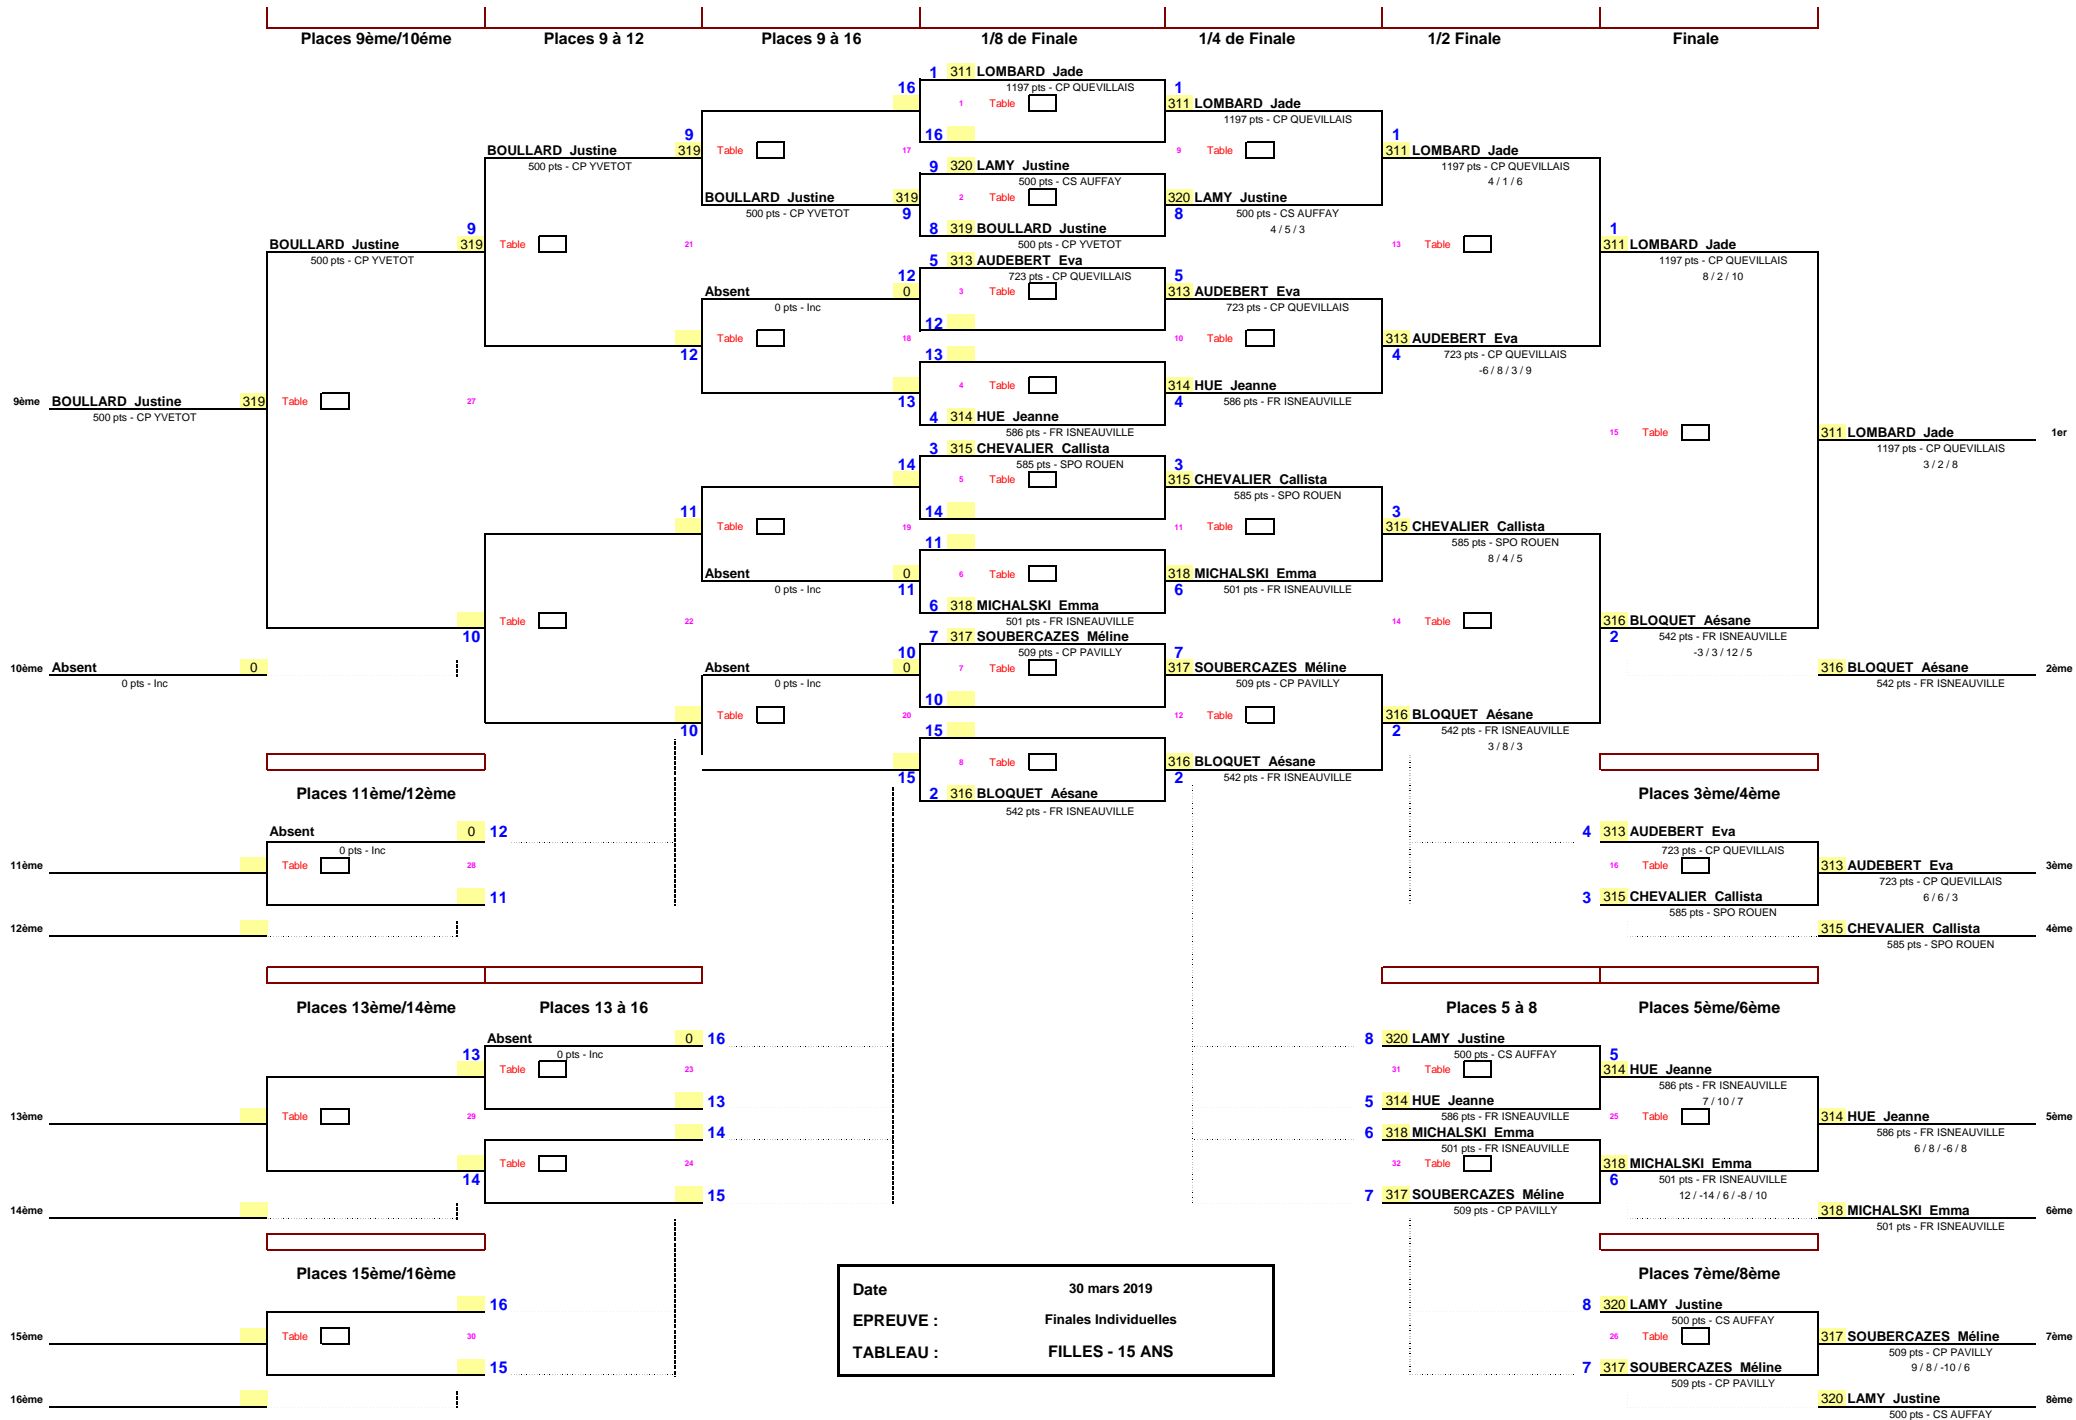 Places 9ème/10éme
Places 9 à 12
Places 9 à 16
1/8 de Finale
1/4 de Finale
1/2 Finale
Finale
1 311 LOMBARD Jade
1197 pts - CP QUEVILLAIS
16
1 Table
16
9 320 LAMY Justine
500 pts - CS AUFFAY
2 Table
8 319 BOULLARD Justine
500 pts - CP YVETOT
5 313 AUDEBERT Eva
723 pts - CP QUEVILLAIS
12
3 Table
12
13
4 Table
13
4 314 HUE Jeanne
586 pts - FR ISNEAUVILLE
3 315 CHEVALIER Callista
585 pts - SPO ROUEN
14
5 Table
14
11
6 Table
11
6 318 MICHALSKI Emma
501 pts - FR ISNEAUVILLE
7 317 SOUBERCAZES Méline
509 pts - CP PAVILLY
10
7 Table
10
15
8 Table
15
2 316 BLOQUET Aésane
542 pts - FR ISNEAUVILLE
1
311 LOMBARD Jade
1197 pts - CP QUEVILLAIS
9 Table
320 LAMY Justine
8
500 pts - CS AUFFAY
4 / 5 / 3
5
313 AUDEBERT Eva
723 pts - CP QUEVILLAIS
10 Table
314 HUE Jeanne
4
586 pts - FR ISNEAUVILLE
3
315 CHEVALIER Callista
585 pts - SPO ROUEN
11 Table
318 MICHALSKI Emma
6
501 pts - FR ISNEAUVILLE
7
317 SOUBERCAZES Méline
509 pts - CP PAVILLY
12 Table
316 BLOQUET Aésane
2
542 pts - FR ISNEAUVILLE
1
311 LOMBARD Jade
1197 pts - CP QUEVILLAIS
4 / 1 / 6
13 Table
313 AUDEBERT Eva
4
723 pts - CP QUEVILLAIS
-6 / 8 / 3 / 9
3
315 CHEVALIER Callista
585 pts - SPO ROUEN
8 / 4 / 5
14 Table
316 BLOQUET Aésane
2
542 pts - FR ISNEAUVILLE
3 / 8 / 3
1
311 LOMBARD Jade
1197 pts - CP QUEVILLAIS
8 / 2 / 10
15 Table
316 BLOQUET Aésane
2
542 pts - FR ISNEAUVILLE
-3 / 3 / 12 / 5
311 LOMBARD Jade 1er
1197 pts - CP QUEVILLAIS
3 / 2 / 8
316 BLOQUET Aésane 2ème
542 pts - FR ISNEAUVILLE
9
BOULLARD Justine 319
500 pts - CP YVETOT
Table 17
BOULLARD Justine 319
500 pts - CP YVETOT
9
9
BOULLARD Justine 319
500 pts - CP YVETOT
Table 21
Absent 0
0 pts - Inc
Table 18
12
9ème BOULLARD Justine 319
500 pts - CP YVETOT
Table 27
11
Table 19
Absent 0
0 pts - Inc
10
Table 22
Absent 0
0 pts - Inc
Table 20
10
10ème Absent 0
0 pts - Inc
Places 11ème/12ème
Absent 0 12
0 pts - Inc
11ème
Table 28
11
12ème
Places 3ème/4ème
4 313 AUDEBERT Eva
723 pts - CP QUEVILLAIS
16 Table
3 315 CHEVALIER Callista
585 pts - SPO ROUEN
313 AUDEBERT Eva 3ème
723 pts - CP QUEVILLAIS
6 / 6 / 3
315 CHEVALIER Callista 4ème
585 pts - SPO ROUEN
Places 13ème/14ème
Places 13 à 16
Absent 0 16
0 pts - Inc
13
Table 23
13
13ème
Table 29
14
Table 24
14
15
14ème
Places 5 à 8
Places 5ème/6ème
8 320 LAMY Justine
500 pts - CS AUFFAY
31 Table
5 314 HUE Jeanne
586 pts - FR ISNEAUVILLE
6 318 MICHALSKI Emma
501 pts - FR ISNEAUVILLE
32 Table
7 317 SOUBERCAZES Méline
509 pts - CP PAVILLY
5
314 HUE Jeanne
586 pts - FR ISNEAUVILLE
7 / 10 / 7
25 Table
318 MICHALSKI Emma
6
501 pts - FR ISNEAUVILLE
12 / -14 / 6 / -8 / 10
314 HUE Jeanne 5ème
586 pts - FR ISNEAUVILLE
6 / 8 / -6 / 8
318 MICHALSKI Emma 6ème
501 pts - FR ISNEAUVILLE
Places 15ème/16ème
16
15ème
Table 30
15
16ème
Date 30 mars 2019
EPREUVE : Finales Individuelles
TABLEAU : FILLES - 15 ANS
Places 7ème/8ème
8 320 LAMY Justine
500 pts - CS AUFFAY
26 Table
7 317 SOUBERCAZES Méline
509 pts - CP PAVILLY
317 SOUBERCAZES Méline 7ème
509 pts - CP PAVILLY
9 / 8 / -10 / 6
320 LAMY Justine 8ème
500 pts - CS AUFFAY